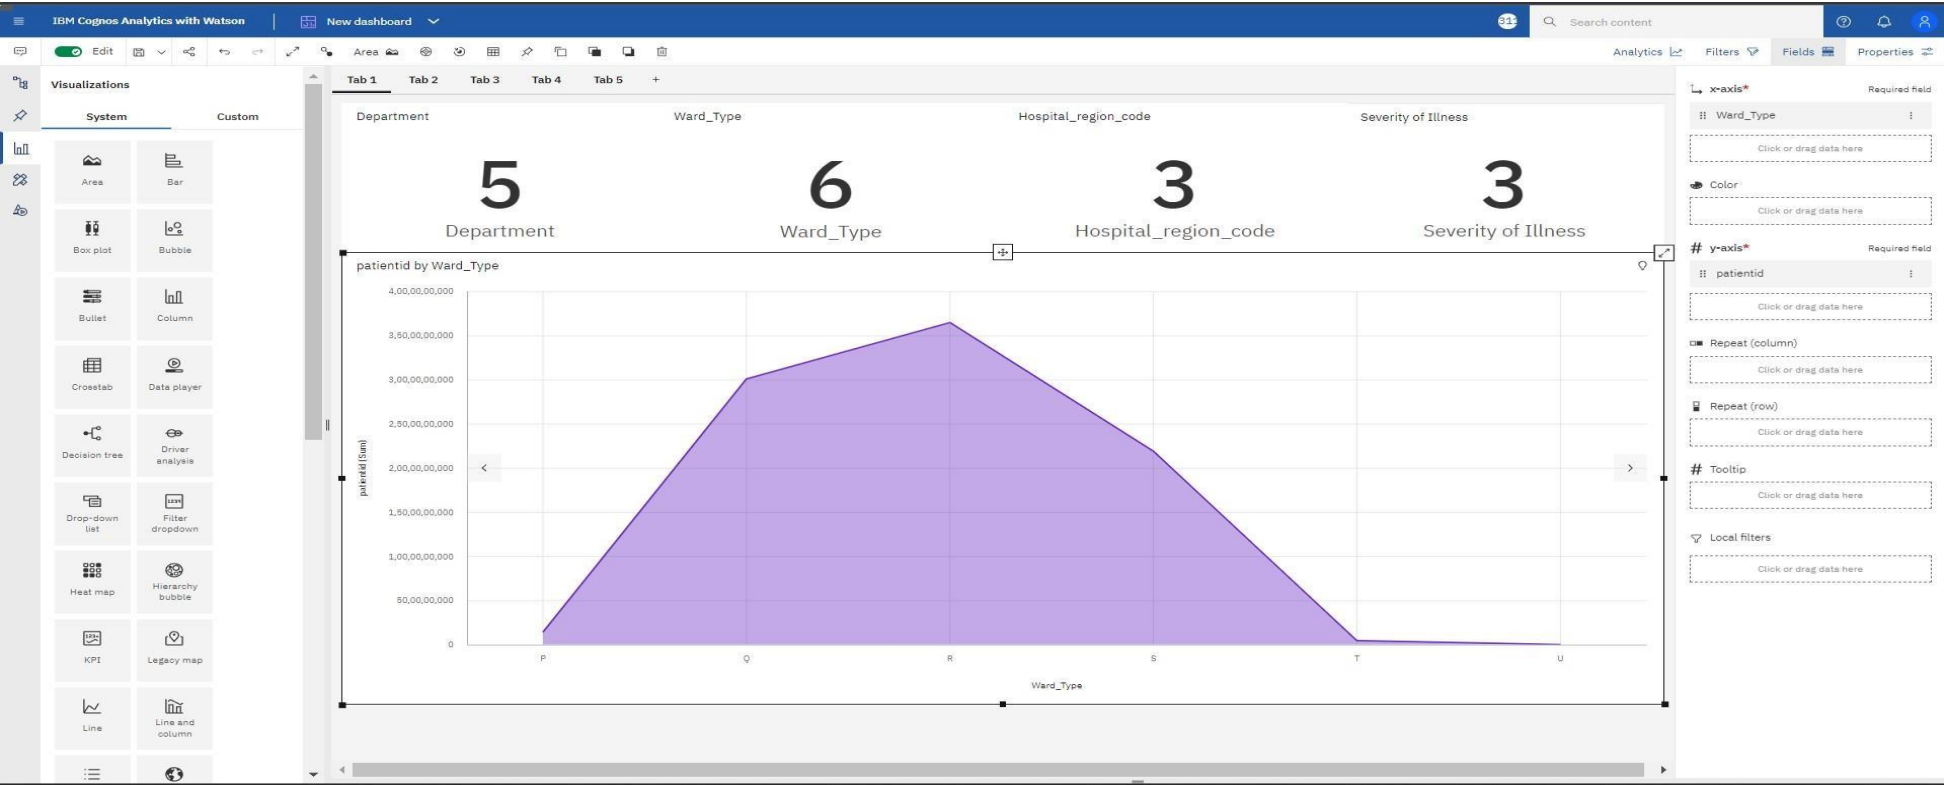 IBM Cognos Analytics with Watson
New dashboard
Search content
Edit
Area
Analytics
Filters
Fields
Properties
Visualizations
System
Custom
Area
Bar
Box plot
Bubble
Bullet
Column
Crosstab
Data player
Decision tree
Driver
analysis
Drop-down
list
Filter
dropdown
Heat map
Hierarchy
bubble
KPI
Legacy map
Line
Line and
column
Tab 1
Tab 2
Tab 3
Tab 4
Tab 5
+
Department
Ward_Type
Hospital_region_code
Severity of Illness
5
6
3
3
Department
Ward_Type
Hospital_region_code
Severity of Illness
patientid by Ward_Type
4,00,00,00,000
3,50,00,00,000
3,00,00,00,000
2,50,00,00,000
2,00,00,00,000
1,50,00,00,000
1,00,00,00,000
50,00,00,000
0
patientid (Sum)
P
Q
R
S
T
U
Ward_Type
x-axis*
Required field
Ward_Type
Click or drag data here
Color
Click or drag data here
# y-axis*
Required field
patientid
Click or drag data here
Repeat (column)
Click or drag data here
Repeat (row)
Click or drag data here
# Tooltip
Click or drag data here
Local filters
Click or drag data here